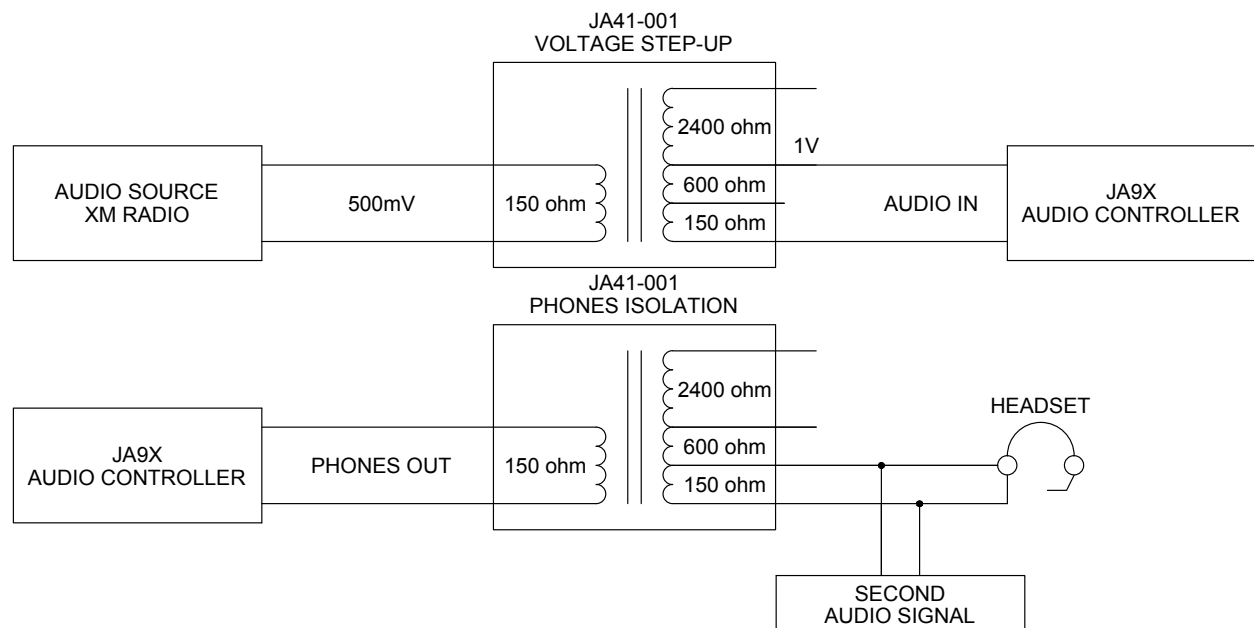 JA41-001
VOLTAGE STEP-UP
AUDIO SOURCE
XM RADIO
500mV
150 ohm
2400 ohm
600 ohm
150 ohm
1V
AUDIO IN
JA9X
AUDIO CONTROLLER
JA41-001
PHONES ISOLATION
JA9X
AUDIO CONTROLLER
PHONES OUT
150 ohm
2400 ohm
600 ohm
150 ohm
HEADSET
SECOND
AUDIO SIGNAL